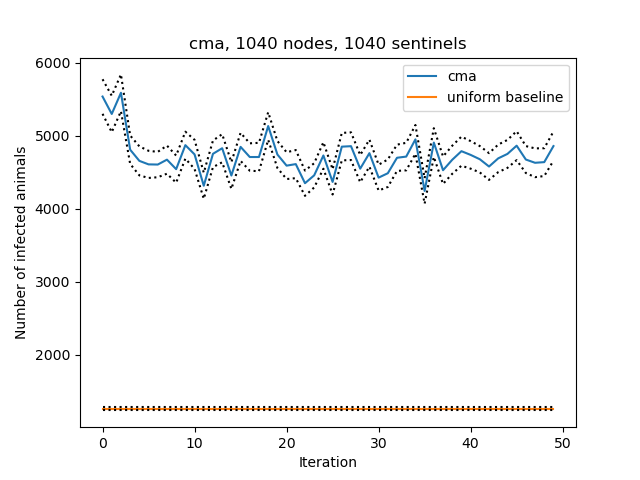 cma, 1040 nodes, 1040 sentinels
cma
uniform baseline
Number of infected animals
6000
5000
4000
3000
2000
0 10 20 30 40 50
Iteration